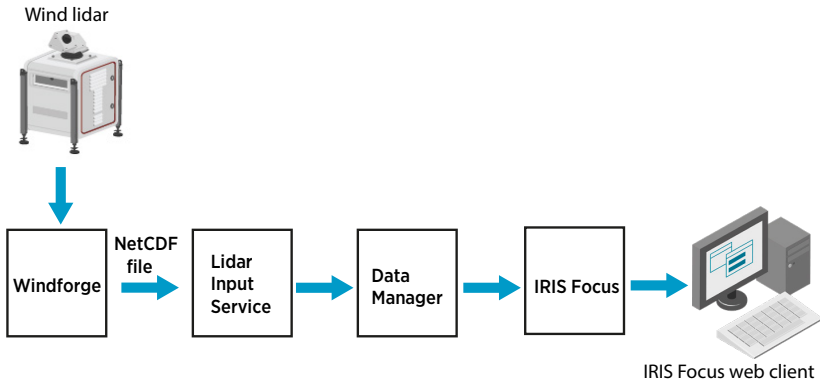 Wind lidar
Windforge
NetCDF
file
Lidar
Input
Service
Data
Manager
IRIS Focus
IRIS Focus web client